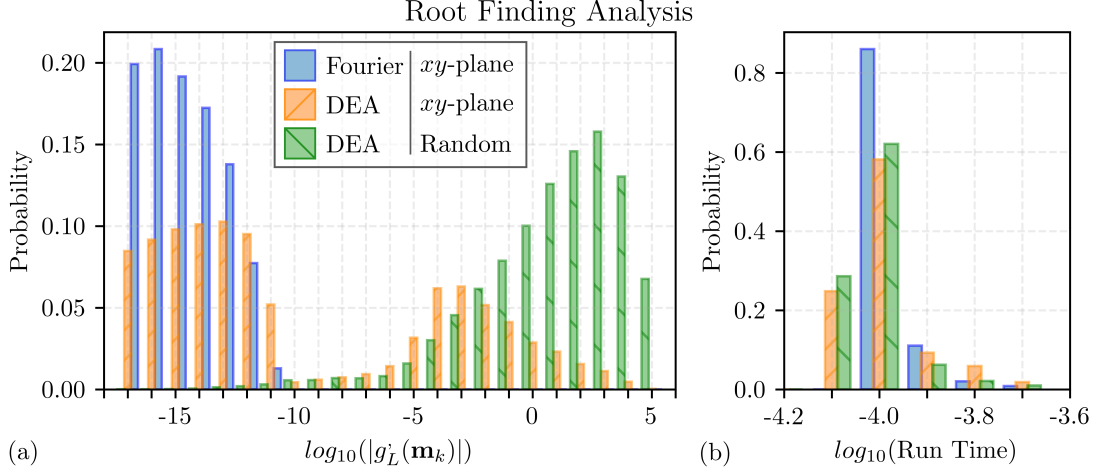 Root Finding Analysis
Fourier | xy-plane
DEA | xy-plane
DEA | Random
Probability
0.20
0.15
0.10
0.05
0.00
-15
-10
-5
0
5
(a)
log10(|g'L(mk)|)
Probability
0.8
0.6
0.4
0.2
0.0
-4.2
-4.0
-3.8
-3.6
(b)
log10(Run Time)